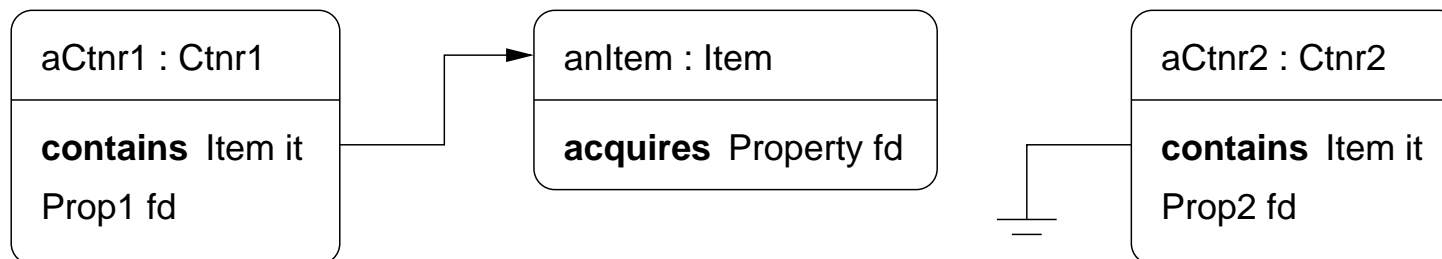 aCtnr1 : Ctnr1
contains Item it
Prop1 fd
anItem : Item
acquires Property fd
aCtnr2 : Ctnr2
contains Item it
Prop2 fd